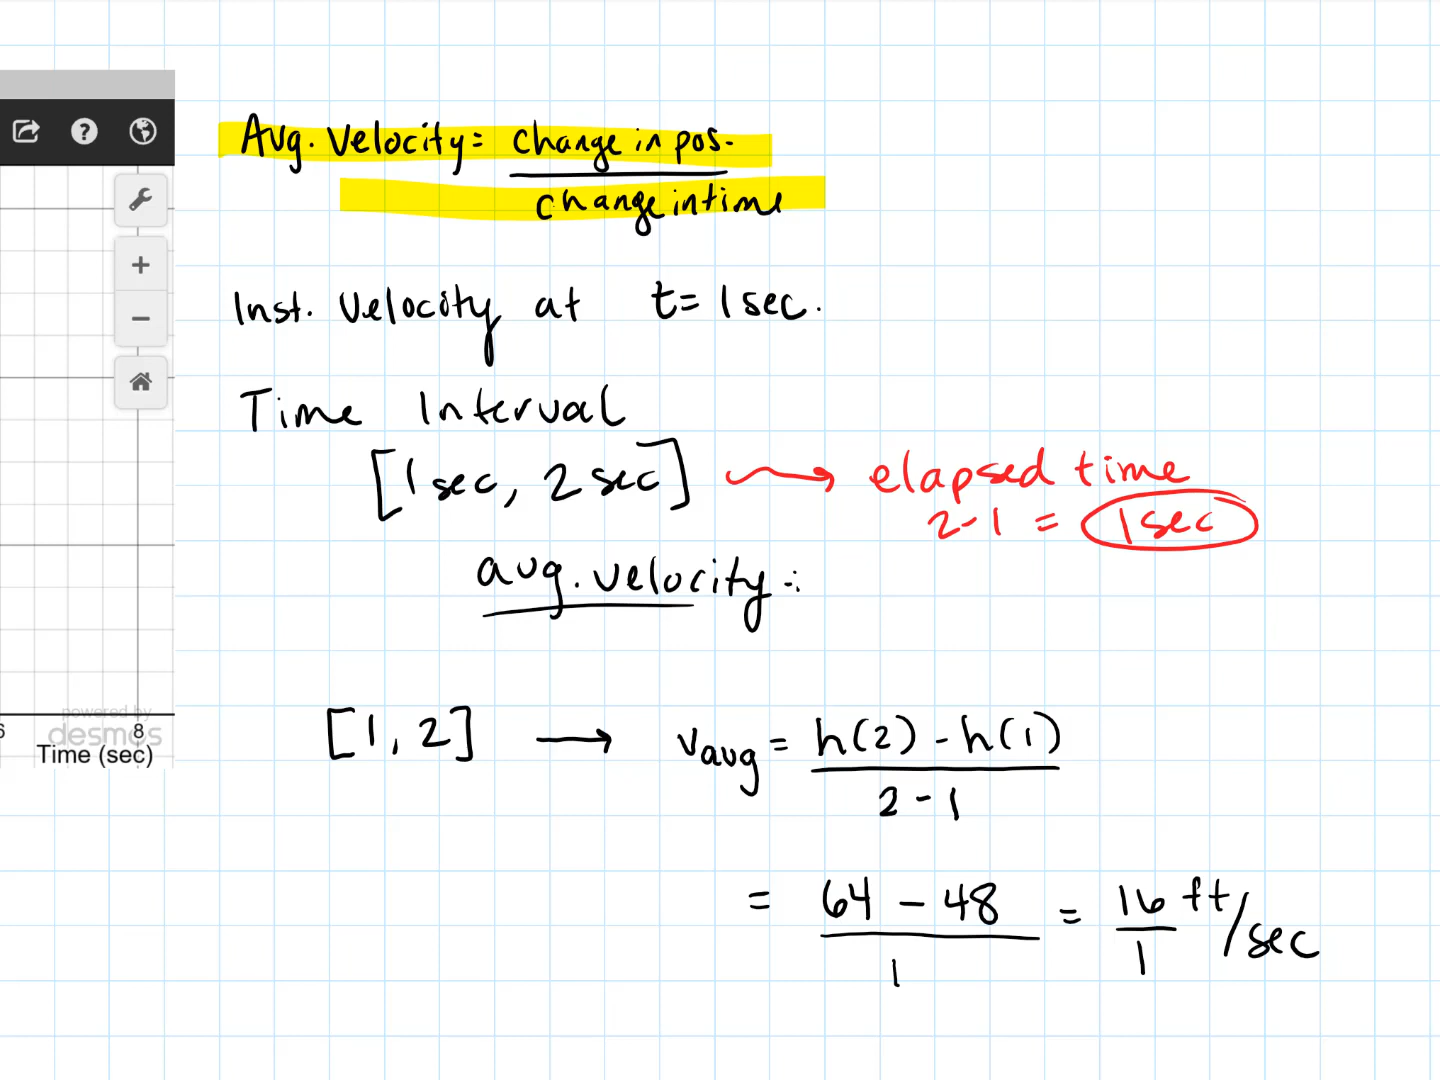 Avg. Velocity = change in pos.
change in time
Inst. Velocity at t = 1 sec.
Time Interval
[1 sec, 2 sec] → elapsed time
2-1 = 1 sec
avg. velocity =
[1, 2] → vavg = h(2) - h(1)
2 - 1
= 64 - 48 = 16 ft/sec
1 1
powered by
desmos
6 8
Time (sec)